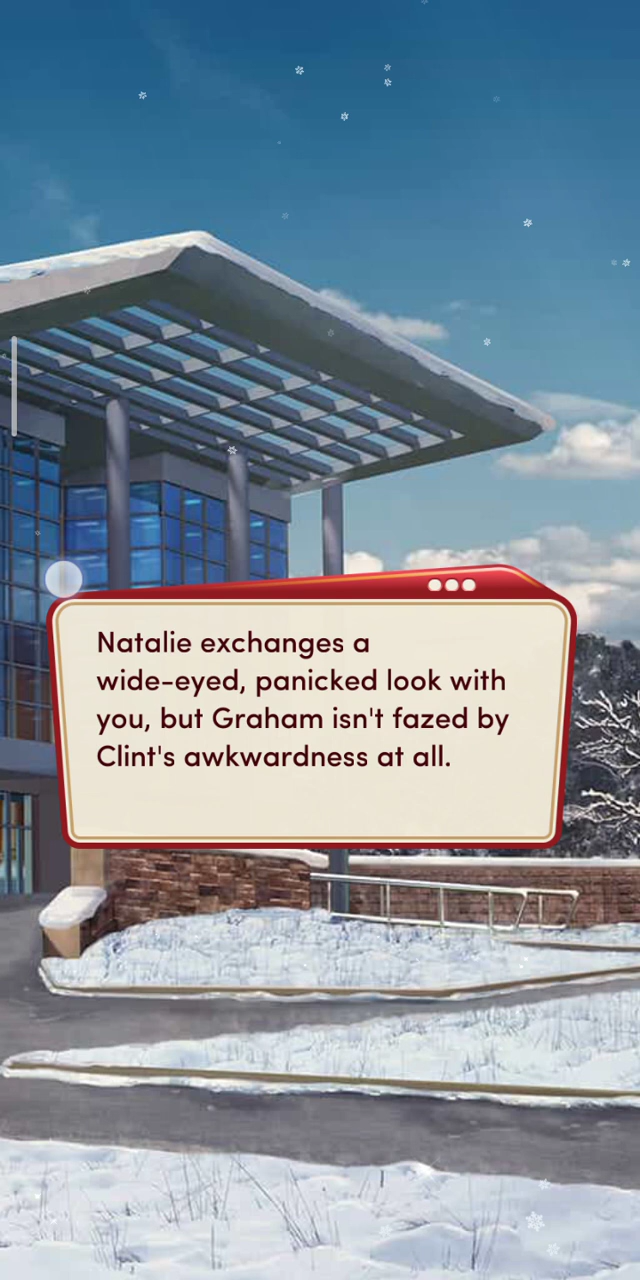 Natalie exchanges a
wide-eyed, panicked look with
you, but Graham isn't fazed by
Clint's awkwardness at all.